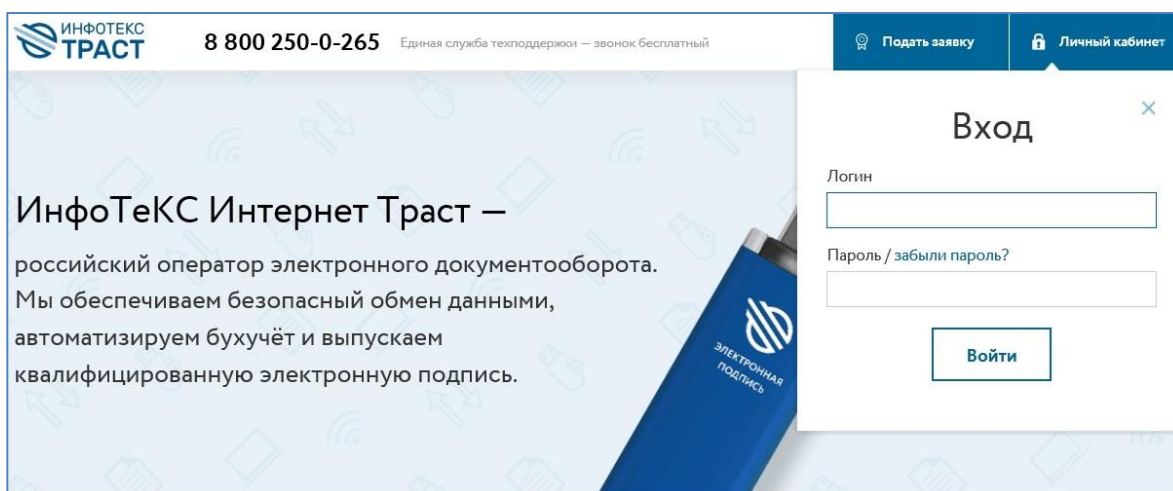 ИНФОТЕКС
ТРАСТ
8 800 250-0-265 Единая служба техподдержки — звонок бесплатный
Подать заявку
Личный кабинет
Вход
Логин
Пароль / забыли пароль?
Войти
ИнфоТеКС Интернет Траст —
российский оператор электронного документооборота.
Мы обеспечиваем безопасный обмен данными,
автоматизируем бухучёт и выпускаем
квалифицированную электронную подпись.
ЭЛЕКТРОННАЯ
ПОДПИСЬ